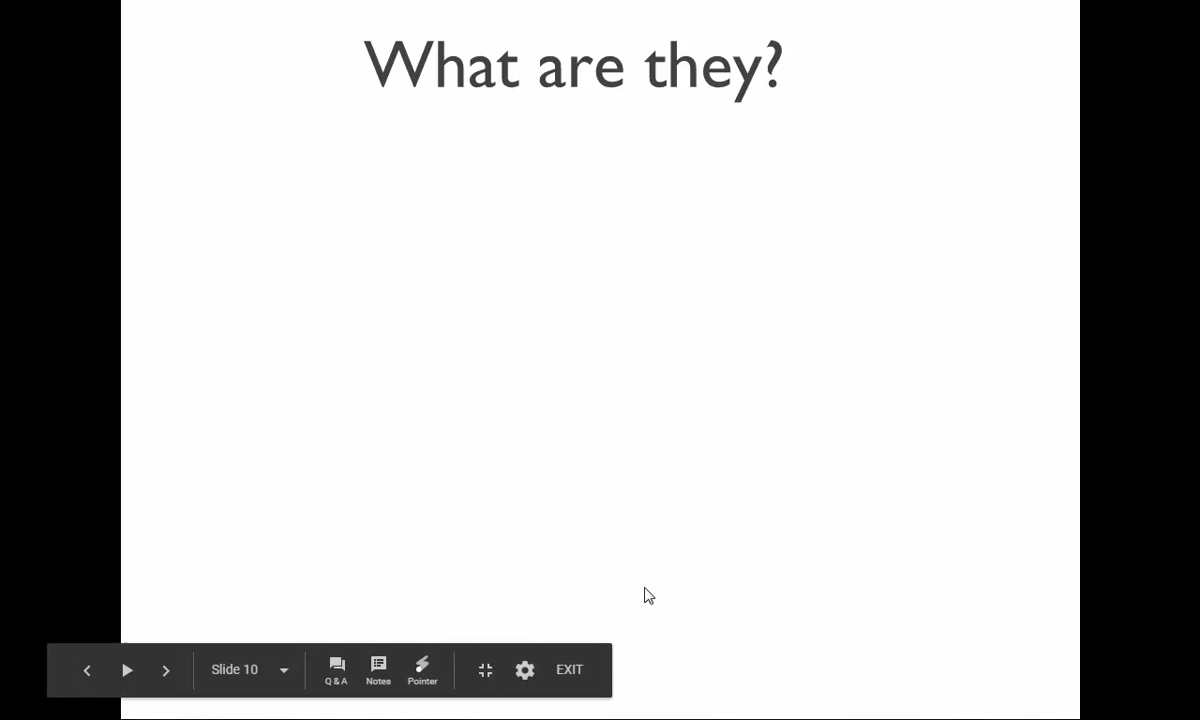 What are they?
Slide 10
Q & A
Notes
Pointer
EXIT